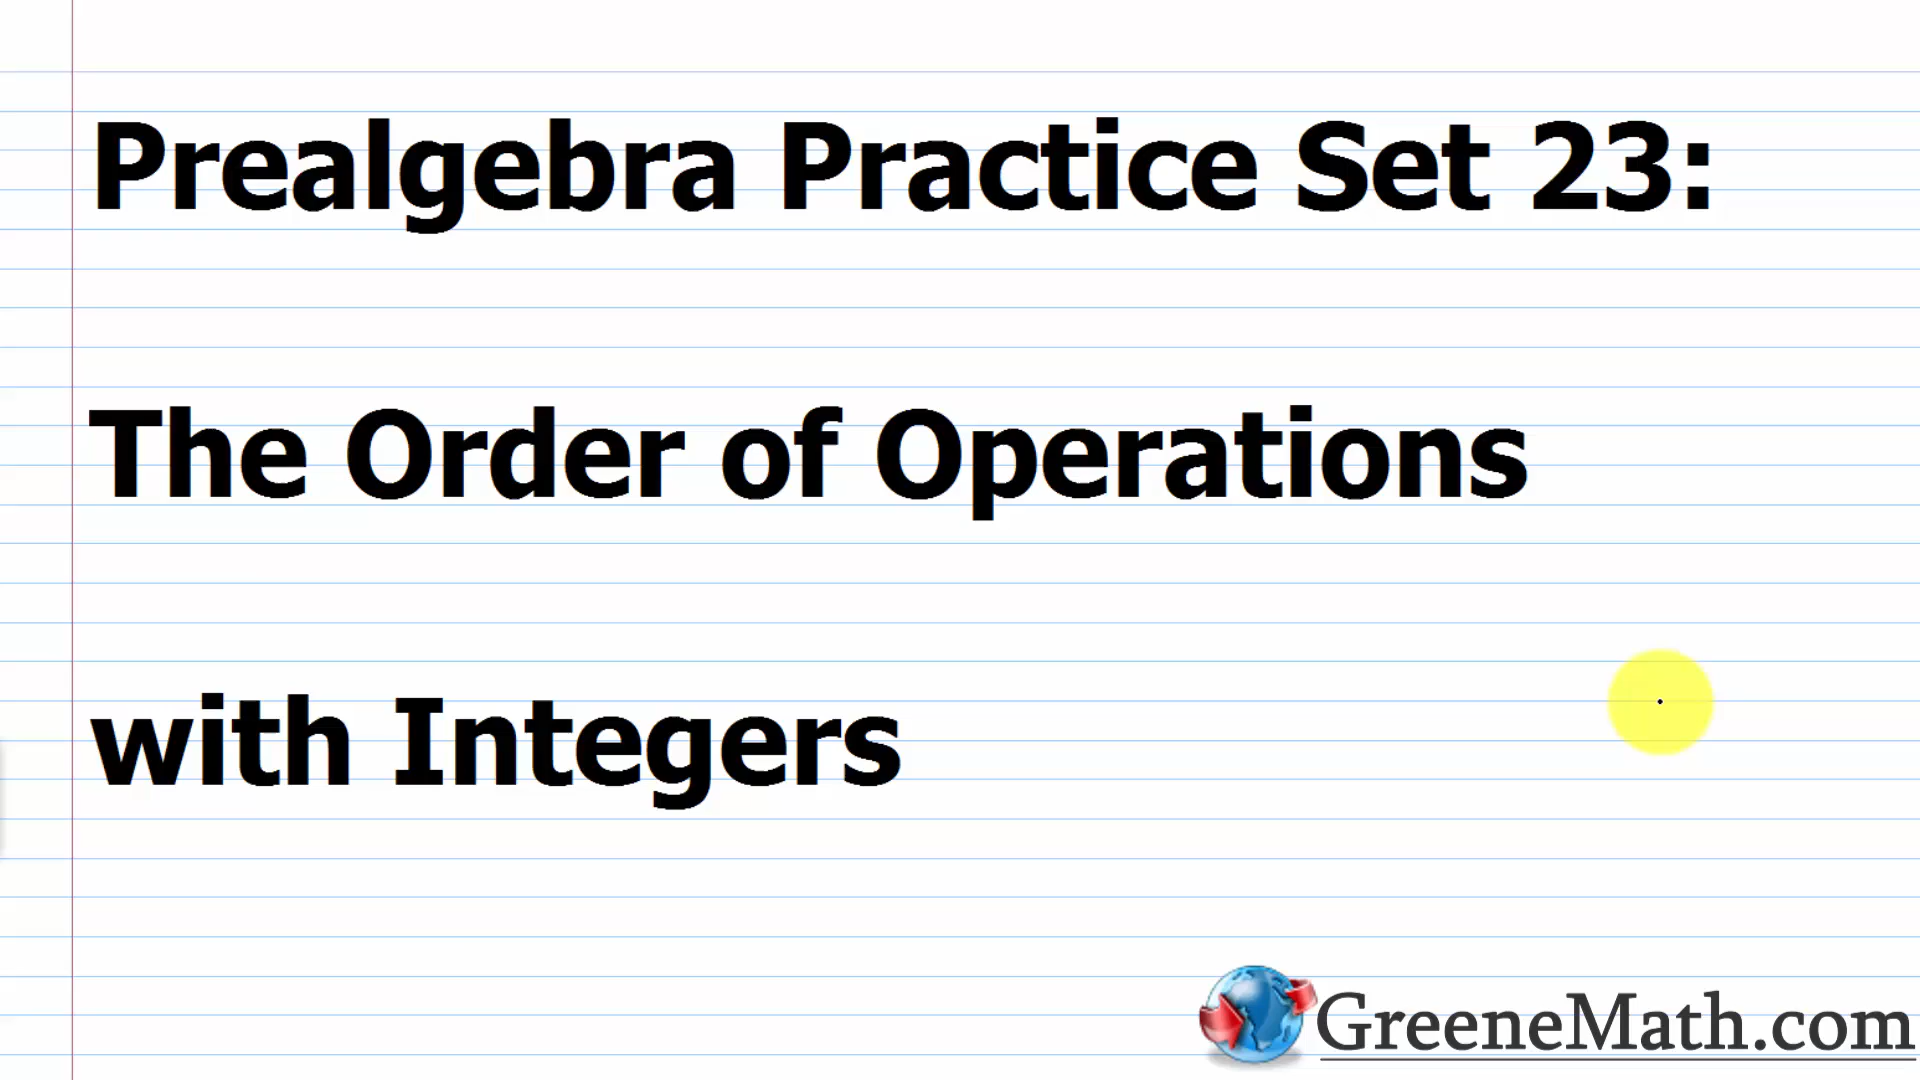 Prealgebra Practice Set 23:
The Order of Operations
with Integers
GreeneMath.com